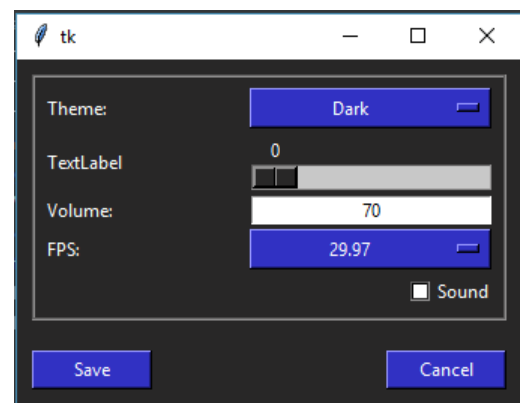 tk
Theme: Dark
0
TextLabel
Volume: 70
FPS: 29.97
Sound
Save Cancel